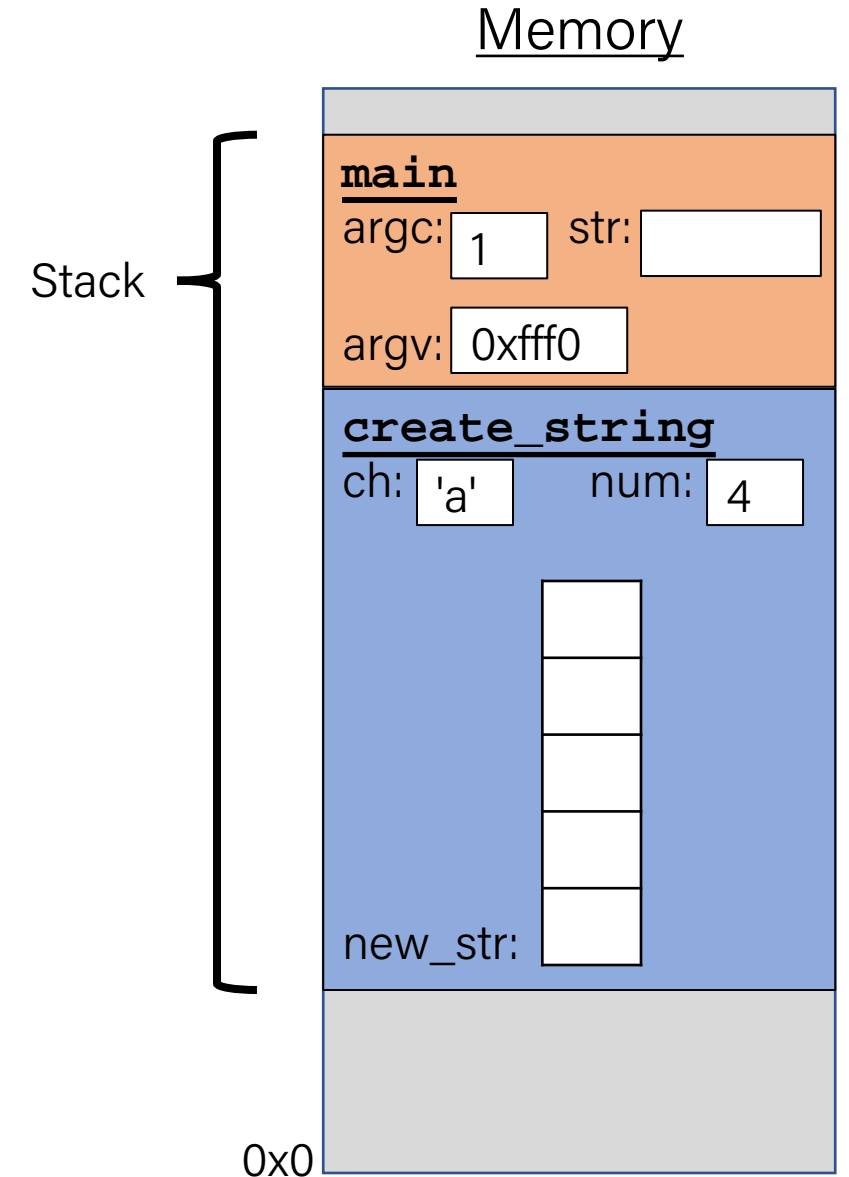 Memory
main
argc: 1 str:
Stack
argv: 0xfff0
create_string
ch: 'a' num: 4
new_str:
0x0